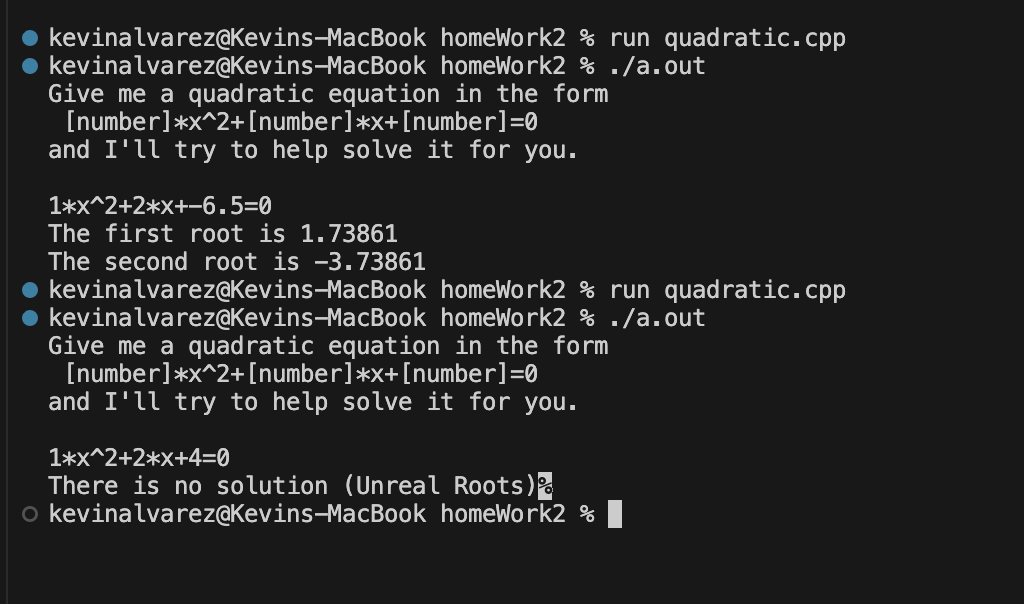 kevinalvarez@Kevins-MacBook homeWork2 % run quadratic.cpp
kevinalvarez@Kevins-MacBook homeWork2 % ./a.out
Give me a quadratic equation in the form
 [number]*x^2+[number]*x+[number]=0
and I'll try to help solve it for you.

1*x^2+2*x+-6.5=0
The first root is 1.73861
The second root is -3.73861
kevinalvarez@Kevins-MacBook homeWork2 % run quadratic.cpp
kevinalvarez@Kevins-MacBook homeWork2 % ./a.out
Give me a quadratic equation in the form
 [number]*x^2+[number]*x+[number]=0
and I'll try to help solve it for you.

1*x^2+2*x+4=0
There is no solution (Unreal Roots)%
kevinalvarez@Kevins-MacBook homeWork2 %